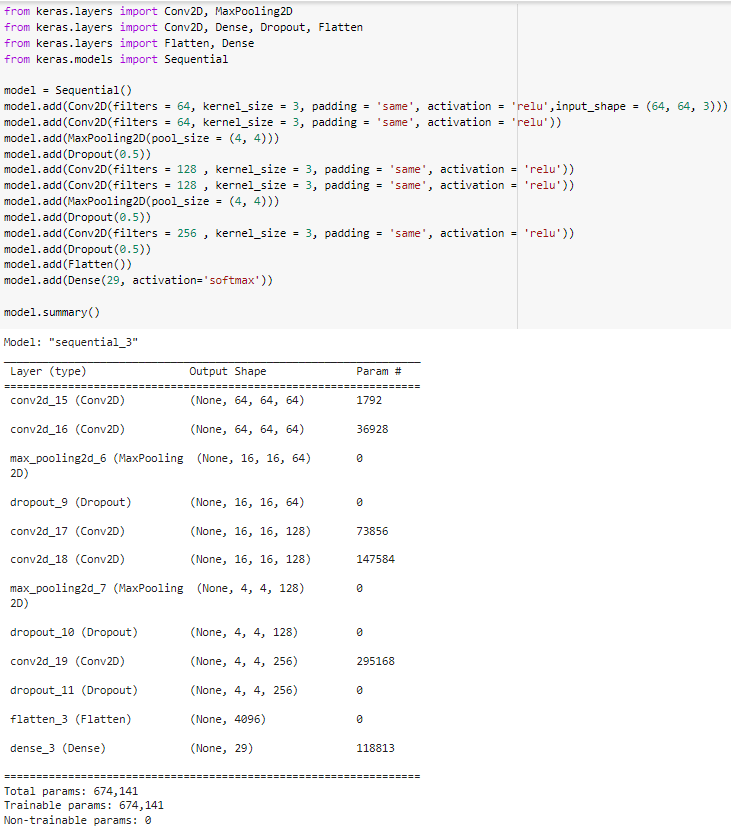 from keras.layers import Conv2D, MaxPooling2D
from keras.layers import Conv2D, Dense, Dropout, Flatten
from keras.layers import Flatten, Dense
from keras.models import Sequential
model = Sequential()
model.add(Conv2D(filters = 64, kernel_size = 3, padding = 'same', activation = 'relu',input_shape = (64, 64, 3)))
model.add(Conv2D(filters = 64, kernel_size = 3, padding = 'same', activation = 'relu'))
model.add(MaxPooling2D(pool_size = (4, 4)))
model.add(Dropout(0.5))
model.add(Conv2D(filters = 128 , kernel_size = 3, padding = 'same', activation = 'relu'))
model.add(Conv2D(filters = 128 , kernel_size = 3, padding = 'same', activation = 'relu'))
model.add(MaxPooling2D(pool_size = (4, 4)))
model.add(Dropout(0.5))
model.add(Conv2D(filters = 256 , kernel_size = 3, padding = 'same', activation = 'relu'))
model.add(Dropout(0.5))
model.add(Flatten())
model.add(Dense(29, activation='softmax'))
model.summary()
Model: "sequential_3"
Layer (type) Output Shape Param #
=================================================================
conv2d_15 (Conv2D) (None, 64, 64, 64) 1792
conv2d_16 (Conv2D) (None, 64, 64, 64) 36928
max_pooling2d_6 (MaxPooling (None, 16, 16, 64) 0
2D)
dropout_9 (Dropout) (None, 16, 16, 64) 0
conv2d_17 (Conv2D) (None, 16, 16, 128) 73856
conv2d_18 (Conv2D) (None, 16, 16, 128) 147584
max_pooling2d_7 (MaxPooling (None, 4, 4, 128) 0
2D)
dropout_10 (Dropout) (None, 4, 4, 128) 0
conv2d_19 (Conv2D) (None, 4, 4, 256) 295168
dropout_11 (Dropout) (None, 4, 4, 256) 0
flatten_3 (Flatten) (None, 4096) 0
dense_3 (Dense) (None, 29) 118813
=================================================================
Total params: 674,141
Trainable params: 674,141
Non-trainable params: 0